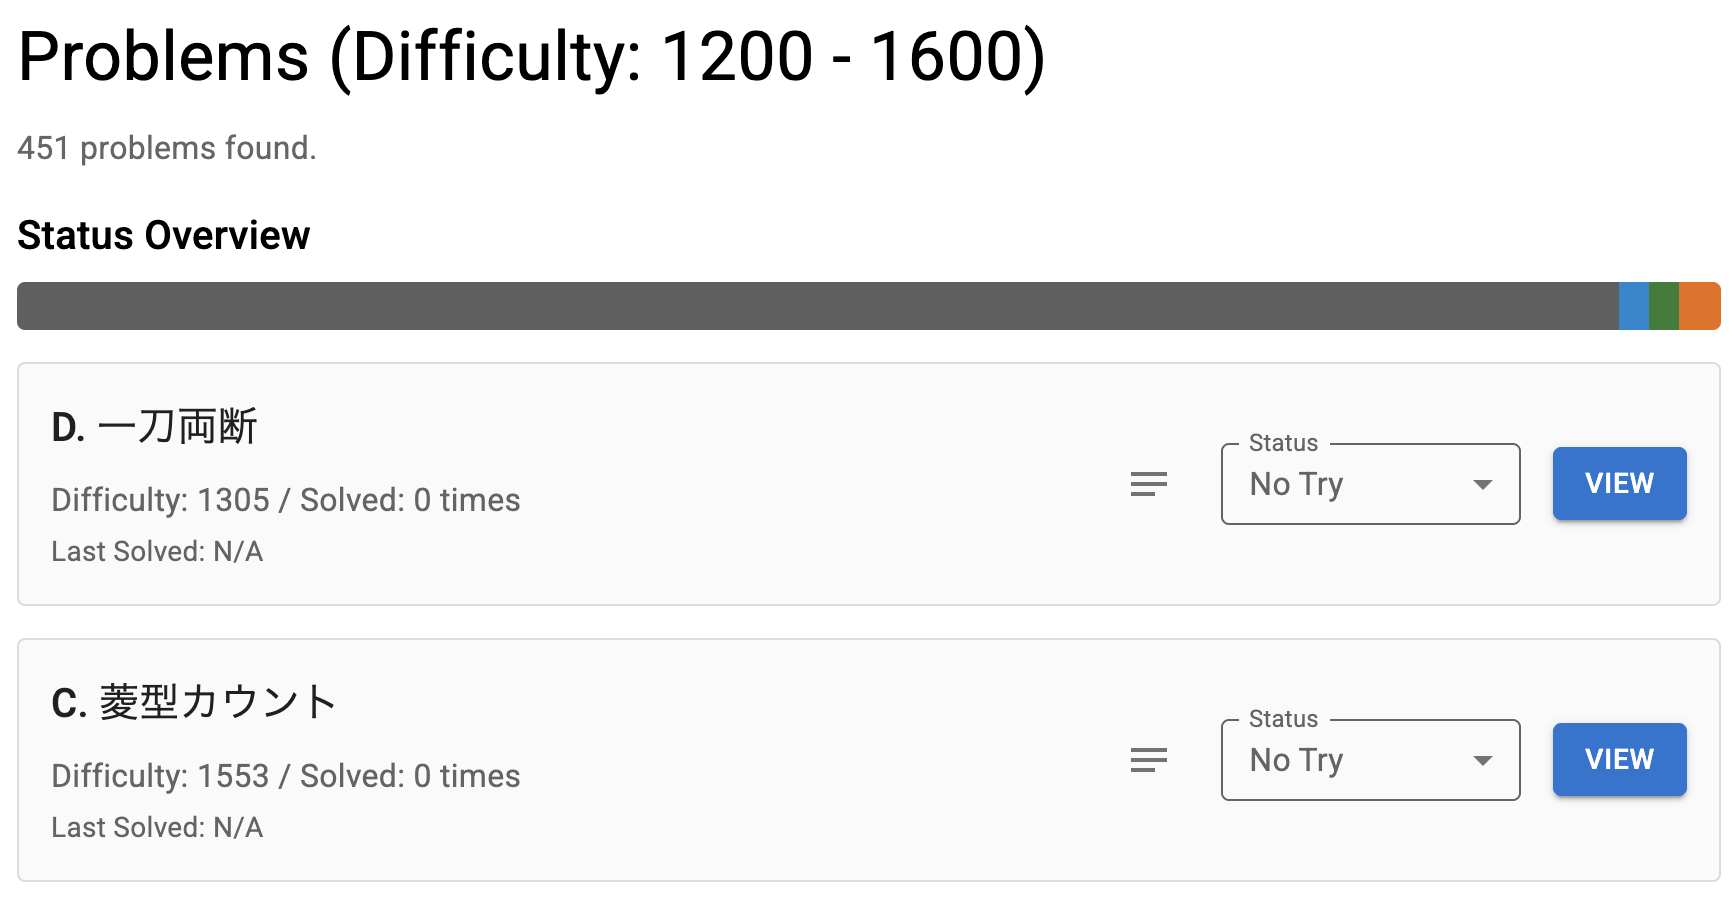 Problems (Difficulty: 1200 - 1600)
451 problems found.
Status Overview
D. 一刀両断
Difficulty: 1305 / Solved: 0 times
Last Solved: N/A
Status
No Try
VIEW
C. 菱型カウント
Difficulty: 1553 / Solved: 0 times
Last Solved: N/A
Status
No Try
VIEW